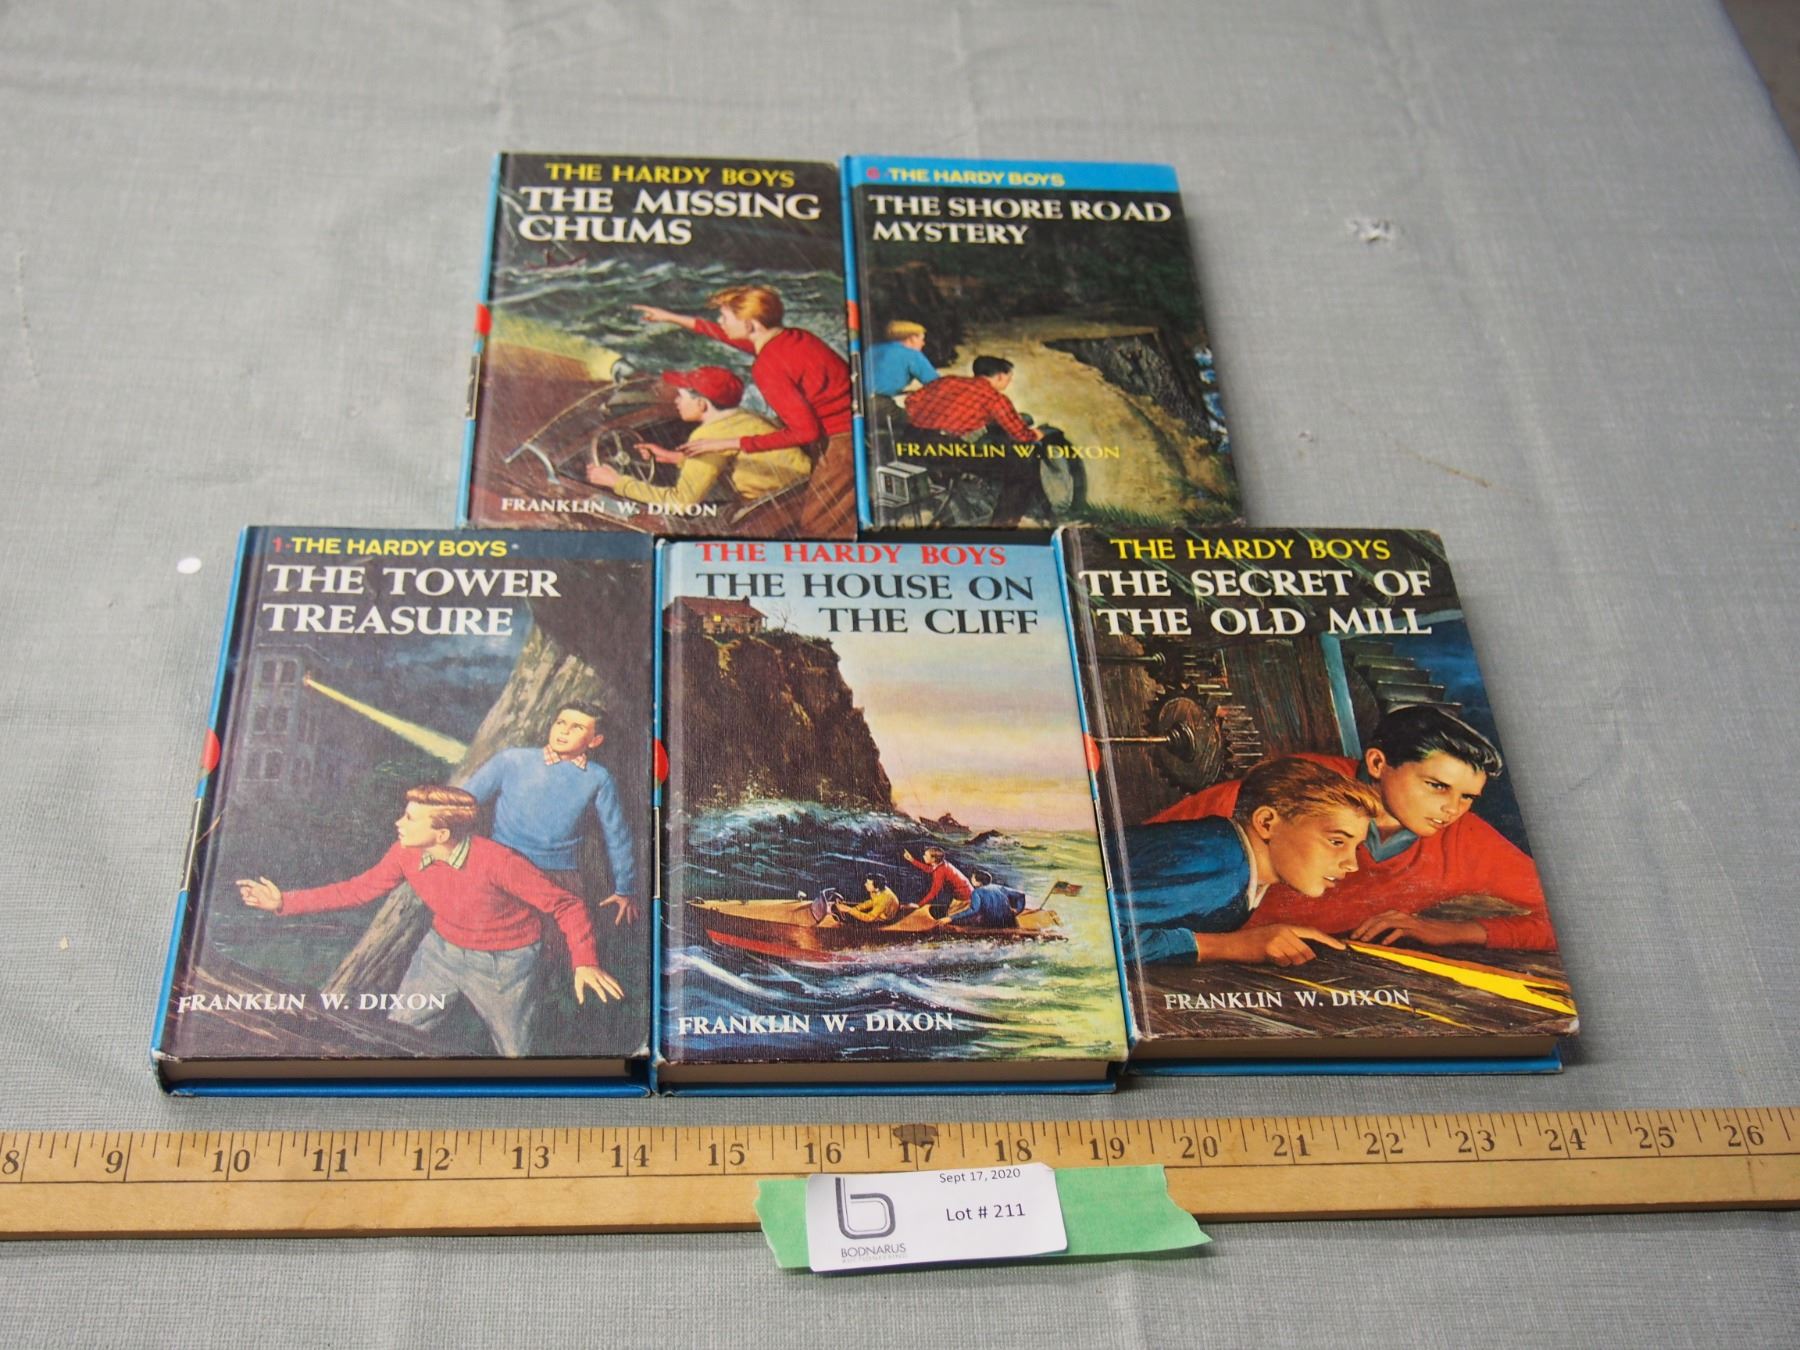 THE HARDY BOYS
THE MISSING
CHUMS
FRANKLIN W. DIXON
6·THE HARDY BOYS
THE SHORE ROAD
MYSTERY
FRANKLIN W. DIXON
1·THE HARDY BOYS®
THE TOWER
TREASURE
FRANKLIN W. DIXON
THE HARDY BOYS
THE HOUSE ON
THE CLIFF
FRANKLIN W. DIXON
THE HARDY BOYS
THE SECRET OF
THE OLD MILL
FRANKLIN W. DIXON
8 9 10 11 12 13 14 15 16 17 18 19 20 21 22 23 24 25 26
Sept 17, 2020
Lot # 211
b
BODNARUS
AUCTIONEERING